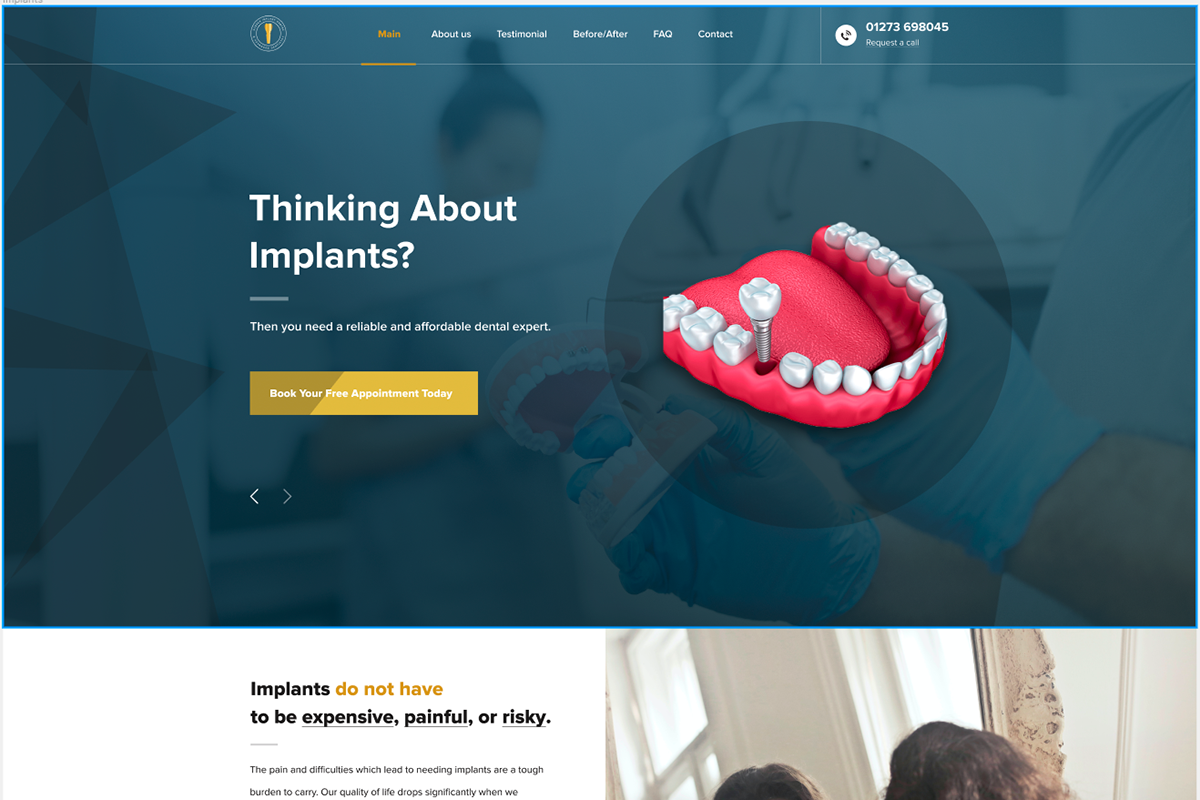 Implants
Main
About us
Testimonial
Before/After
FAQ
Contact
01273 698045
Request a call
Thinking About
Implants?
Then you need a reliable and affordable dental expert.
Book Your Free Appointment Today
Implants do not have
to be expensive, painful, or risky.
The pain and difficulties which lead to needing implants are a tough
burden to carry. Our quality of life drops significantly when we